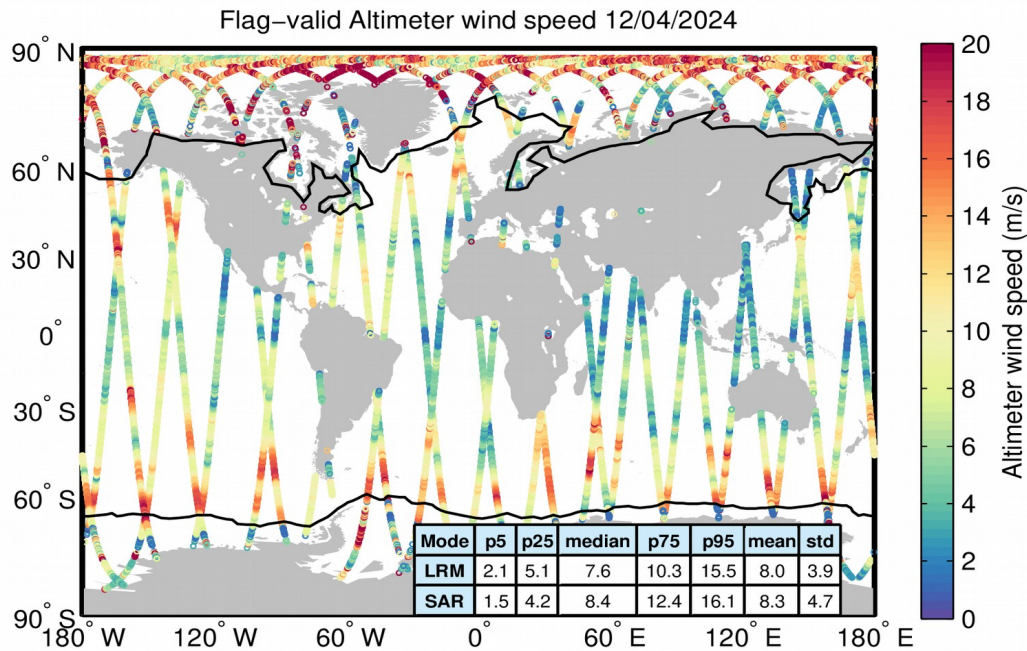 Flag−valid Altimeter wind speed 12/04/2024
90° N
60° N
30° N
0°
30° S
60° S
90° S
180° W
120° W
60° W
0°
60° E
120° E
180° E
Mode p5 p25 median p75 p95 mean std
LRM 2.1 5.1 7.6 10.3 15.5 8.0 3.9
SAR 1.5 4.2 8.4 12.4 16.1 8.3 4.7
20
18
16
14
12
10
8
6
4
2
0
Altimeter wind speed (m/s)